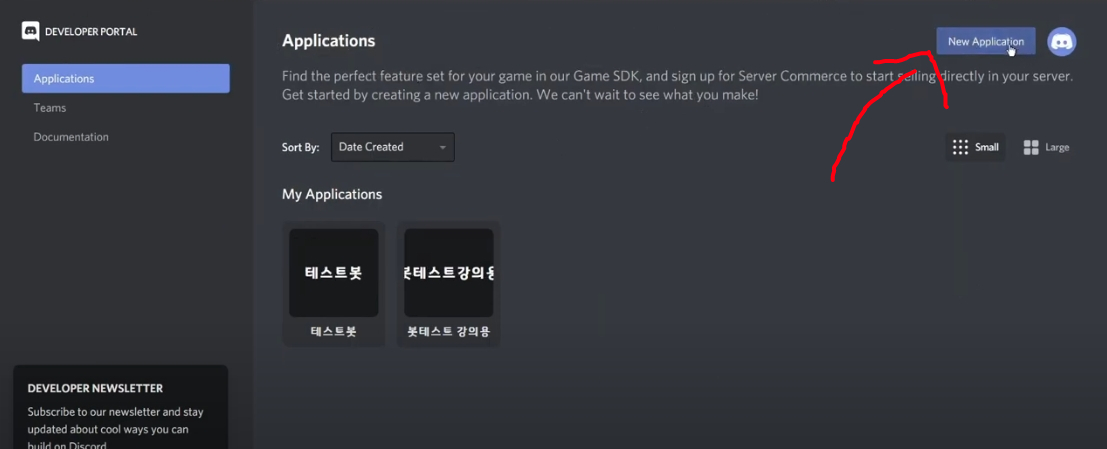 DEVELOPER PORTAL
Applications
Teams
Documentation
Applications
New Application
Find the perfect feature set for your game in our Game SDK, and sign up for Server Commerce to start selling directly in your server.
Get started by creating a new application. We can't wait to see what you make!
Sort By:
Date Created
Small
Large
My Applications
테스트봇
봇테스트강의용
테스트봇
봇테스트 강의용
DEVELOPER NEWSLETTER
Subscribe to our newsletter and stay
updated about cool ways you can
build on Discord